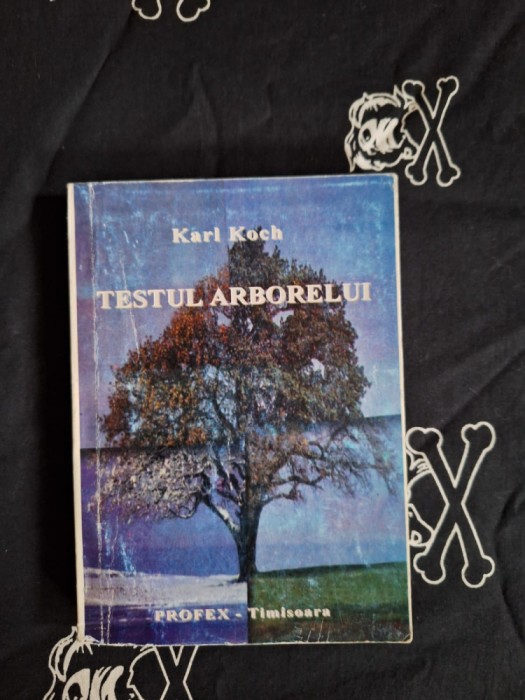 Karl Koch
TESTUL ARBORELUI
PROFEX - Timisoara